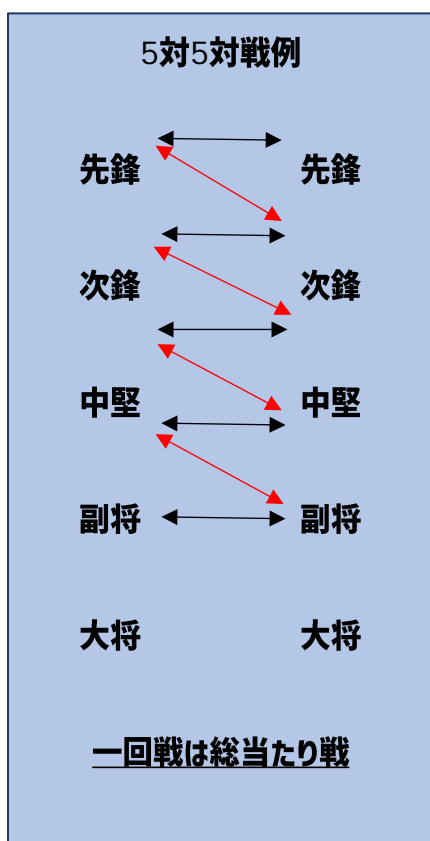 5対5対戦例
先鋒 先鋒
次鋒 次鋒
中堅 中堅
副将 副将
大将 大将
一回戦は総当たり戦